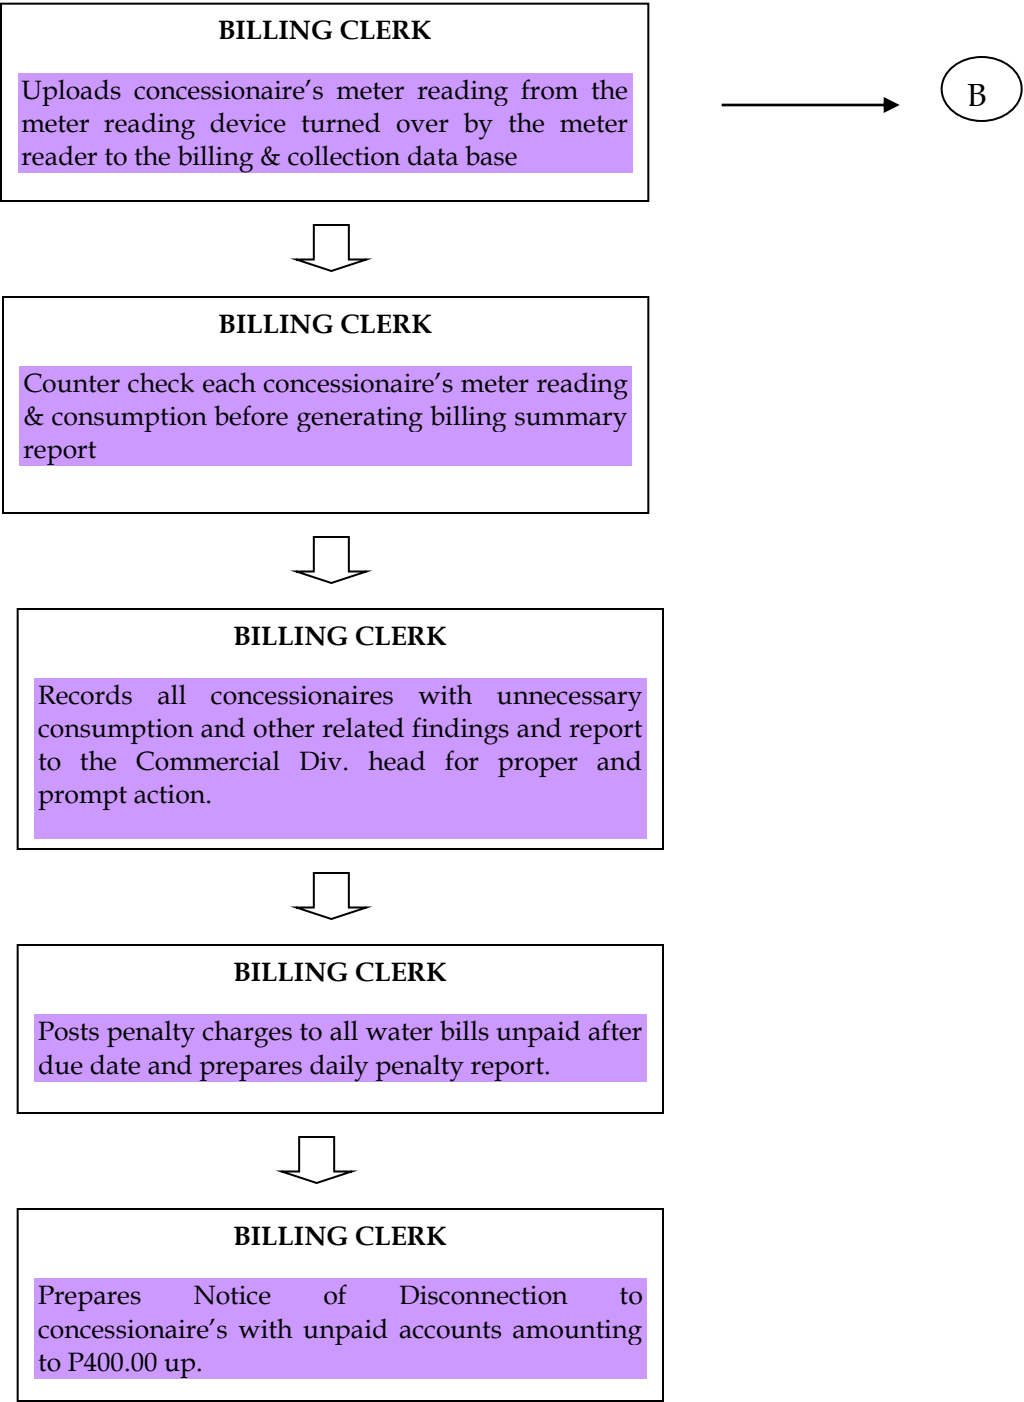 BILLING CLERK
Uploads concessionaire’s meter reading from the
meter reading device turned over by the meter
reader to the billing & collection data base
B
BILLING CLERK
Counter check each concessionaire’s meter reading
& consumption before generating billing summary
report
BILLING CLERK
Records all concessionaires with unnecessary
consumption and other related findings and report
to the Commercial Div. head for proper and
prompt action.
BILLING CLERK
Posts penalty charges to all water bills unpaid after
due date and prepares daily penalty report.
BILLING CLERK
Prepares Notice of Disconnection to
concessionaire’s with unpaid accounts amounting
to P400.00 up.